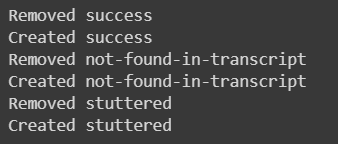 Removed success
Created success
Removed not-found-in-transcript
Created not-found-in-transcript
Removed stuttered
Created stuttered